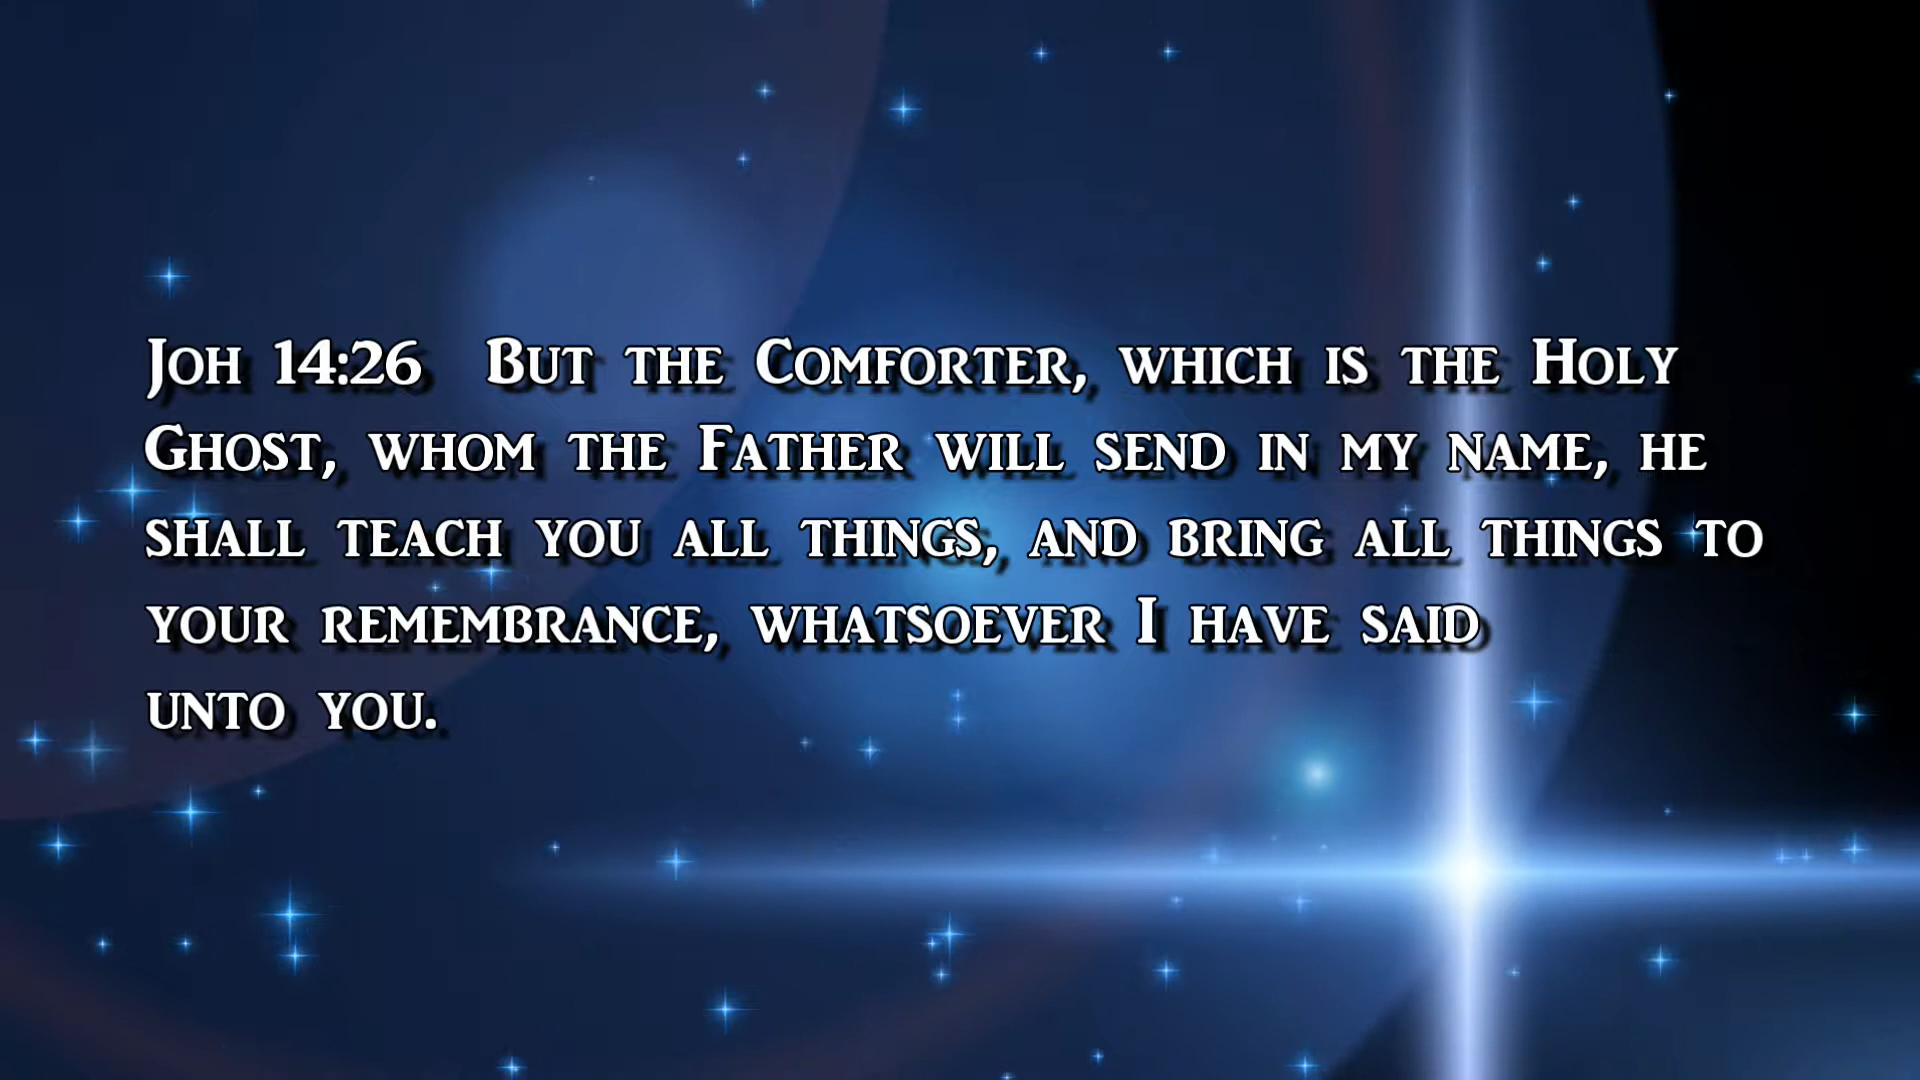 Joh 14:26  But the Comforter, which is the Holy
Ghost, whom the Father will send in my name, he
shall teach you all things, and bring all things to
your remembrance, whatsoever I have said
unto you.